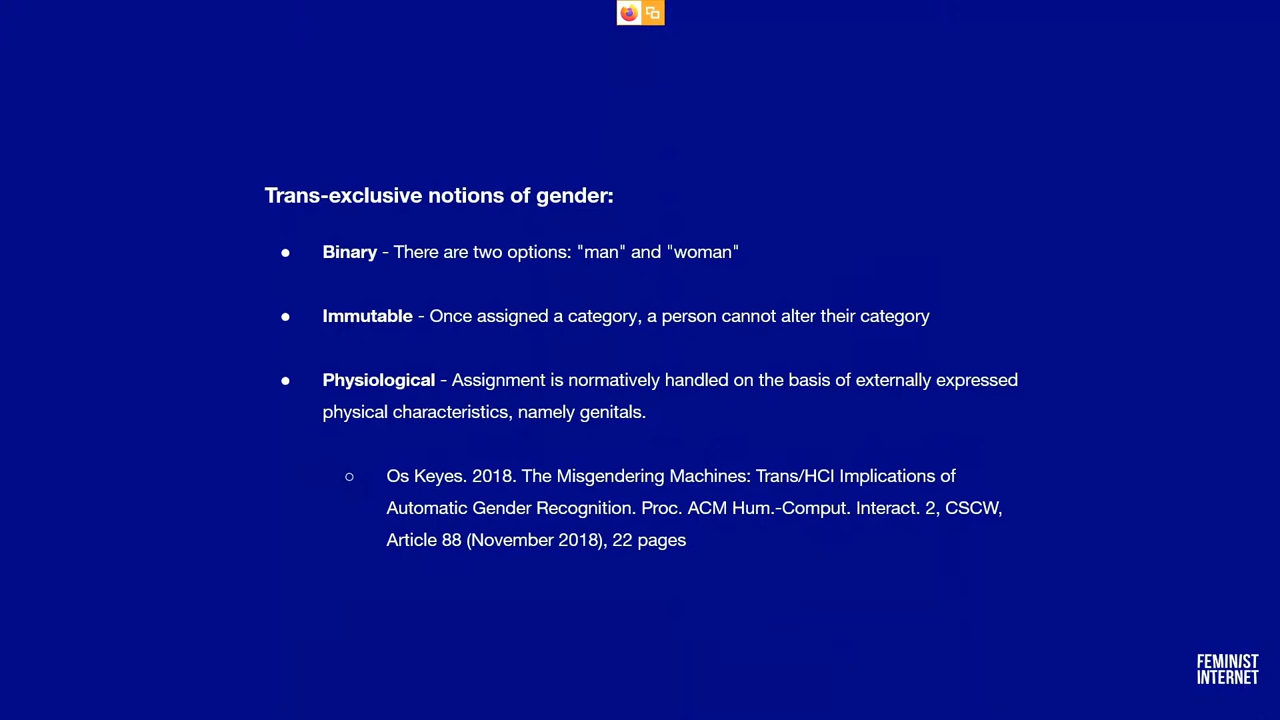 Trans-exclusive notions of gender:
● Binary - There are two options: "man" and "woman"
● Immutable - Once assigned a category, a person cannot alter their category
● Physiological - Assignment is normatively handled on the basis of externally expressed
physical characteristics, namely genitals.
○ Os Keyes. 2018. The Misgendering Machines: Trans/HCI Implications of
Automatic Gender Recognition. Proc. ACM Hum.-Comput. Interact. 2, CSCW,
Article 88 (November 2018), 22 pages
FEMINIST
INTERNET